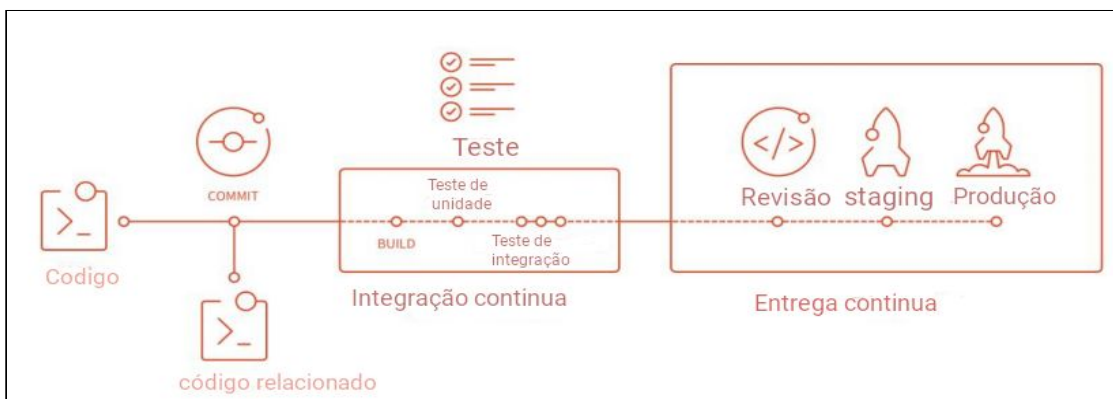 Teste
COMMIT
Teste de
unidade
Revisão staging Produção
BUILD
Teste de
integração
Codigo
Integração continua
Entrega continua
código relacionado